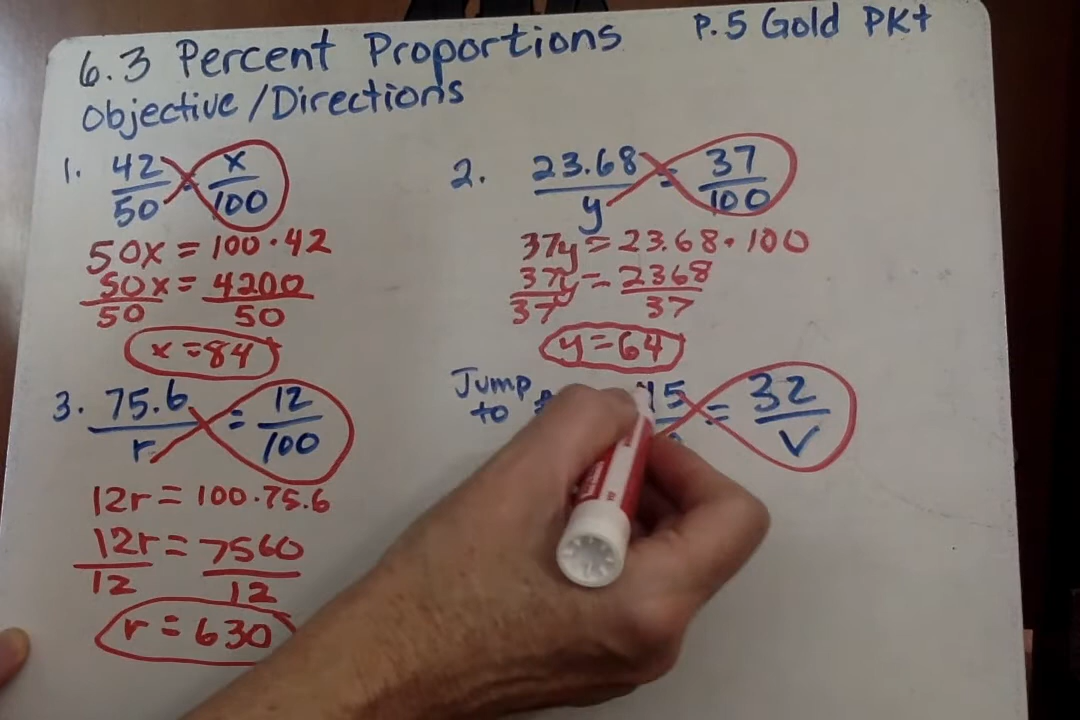 6.3 Percent Proportions P.5 Gold PKt
Objective/Directions
1. 42/50 = x/100
50x = 100·42
50x/50 = 4200/50
x = 84
2. 23.68/y = 37/100
37y = 23.68·100
37y/37 = 2368/37
y = 64
3. 75.6/r = 12/100
12r = 100·75.6
12r/12 = 7560/12
r = 630
Jump
to
= 32/V